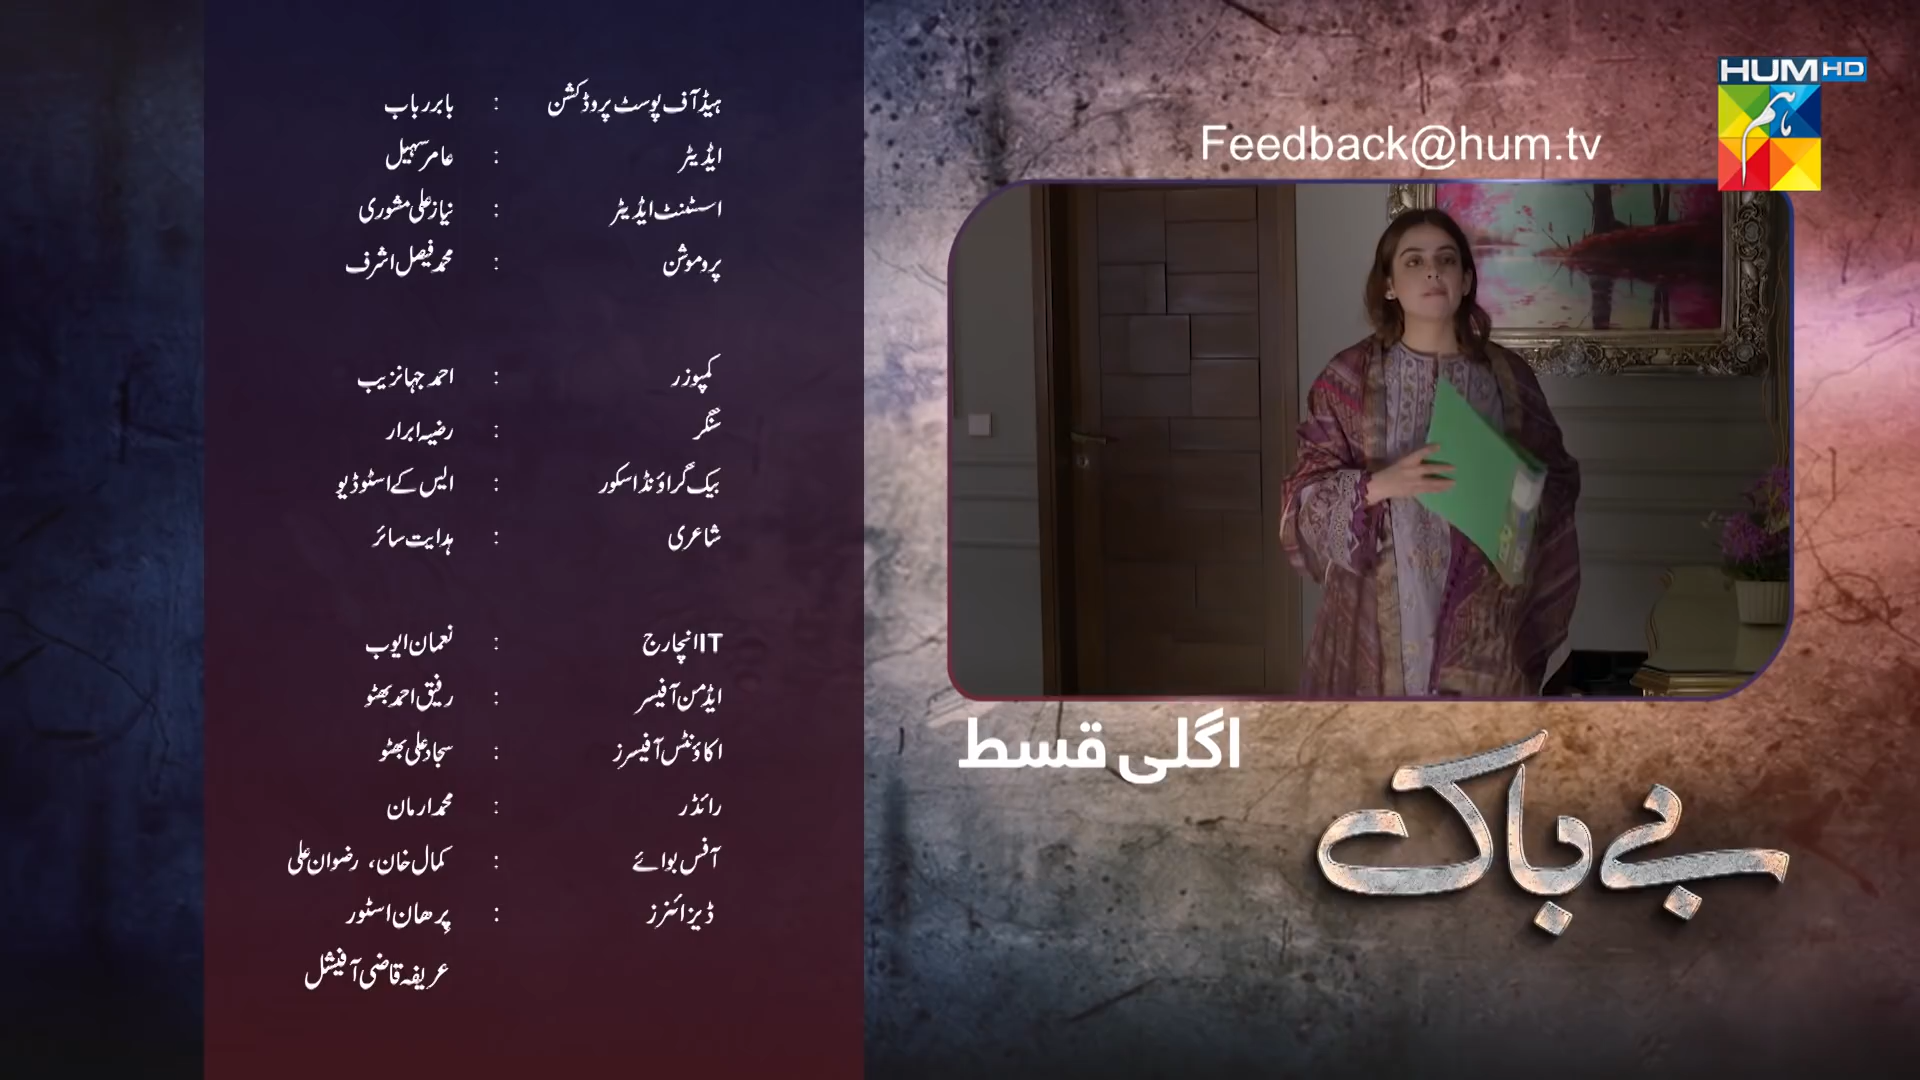 ہیڈ آف پوسٹ پروڈکشن : بابر رباب
ایڈیٹر : عامر سہیل
اسسٹنٹ ایڈیٹر : نیاز علی مشوری
پروموشن : محمد فیصل اشرف
کمپوزر : احمد جہانزیب
سنگر : رضیہ ابرار
بیک گراؤنڈ اسکور : ایس کے اسٹوڈیو
شاعری : ہدایت سائر
IT انچارج : نعمان ایوب
ایڈمن آفیسر : رفیق احمد بھٹو
اکاؤنٹس آفیسرز : سجاد علی بھٹو
رائڈر : محمد ارمان
آفس بوائے : کمال خان، رضوان علی
ڈیزائنرز : پرھان اسٹور
عریفہ قاضی آفیشل
HUM HD
ہم
Feedback@hum.tv
اگلی قسط
بے باک